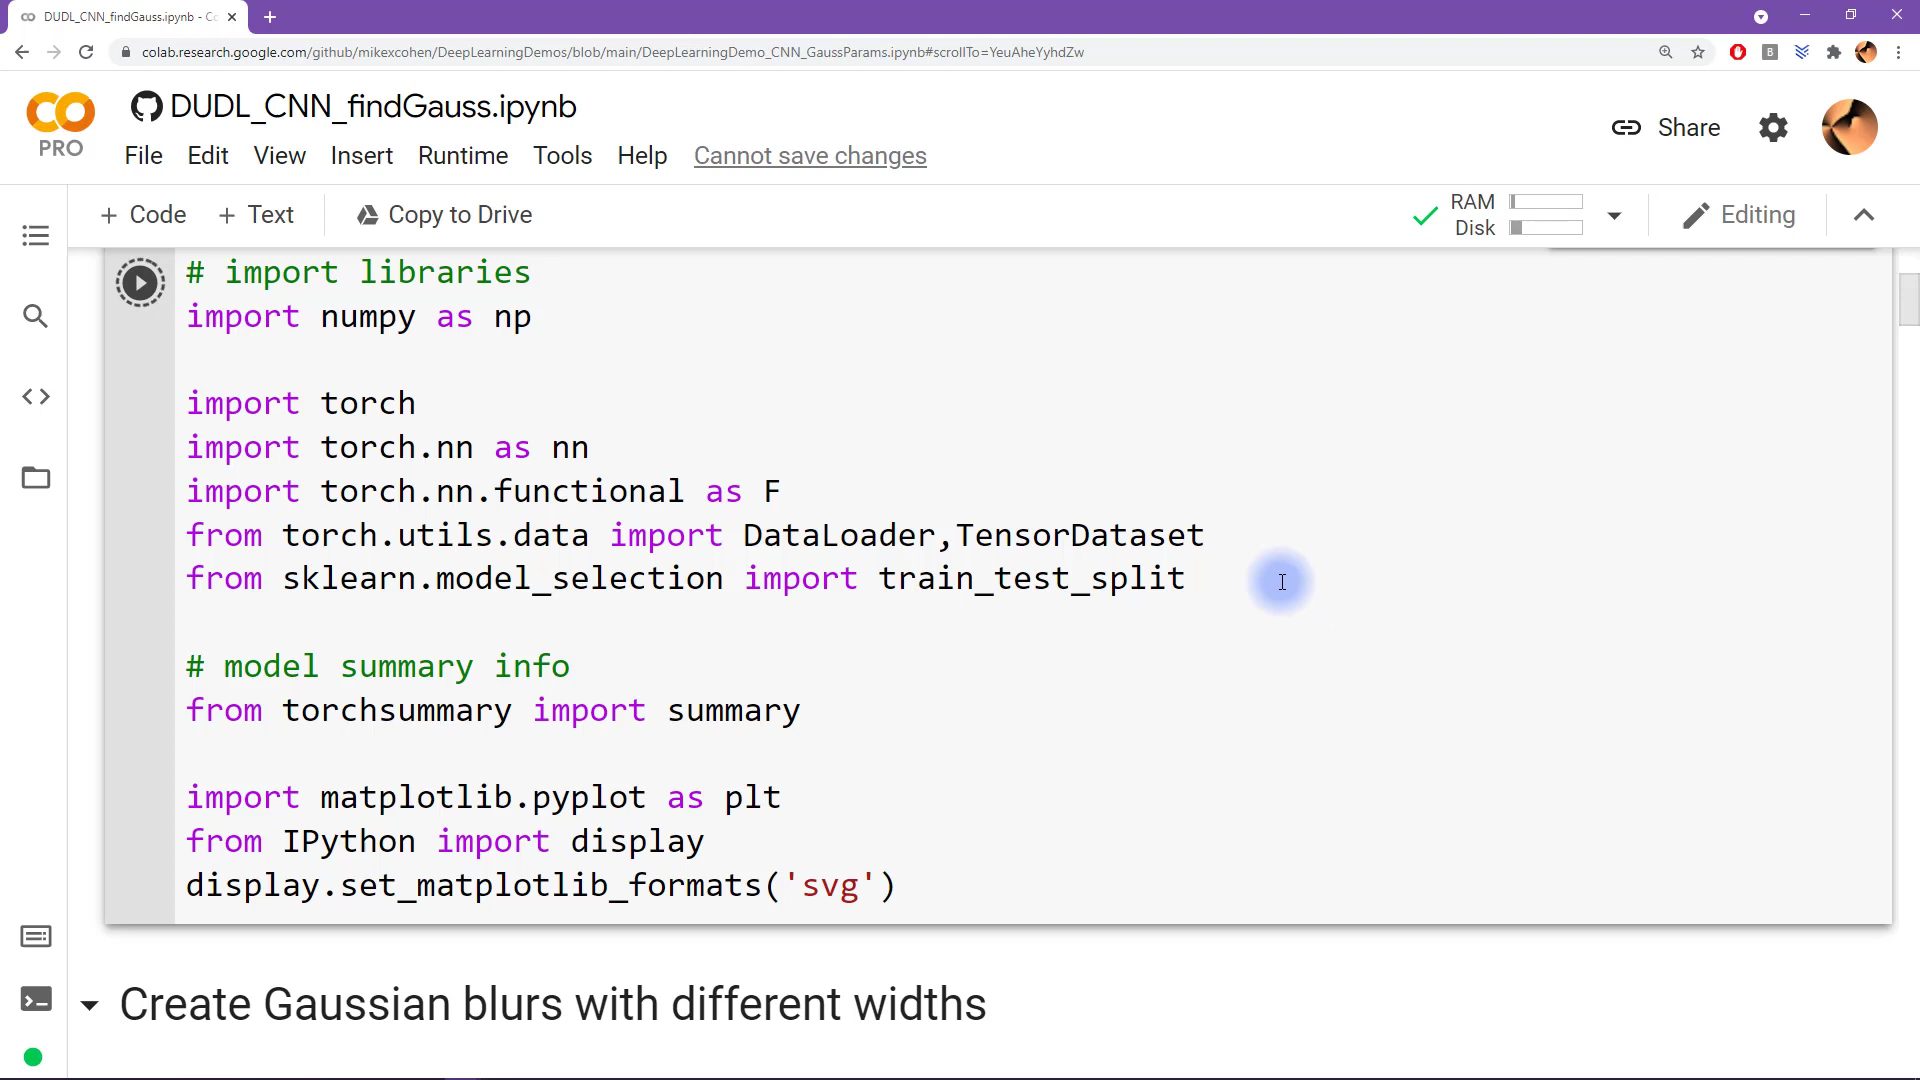 DUDL_CNN_findGauss.ipynb - Co
colab.research.google.com/github/mikexcohen/DeepLearningDemos/blob/main/DeepLearningDemo_CNN_GaussParams.ipynb#scrollTo=YeuAheYyhdZw
DUDL_CNN_findGauss.ipynb
PRO
File Edit View Insert Runtime Tools Help Cannot save changes
Share
+ Code + Text Copy to Drive
RAM
Disk
Editing
# import libraries
import numpy as np
import torch
import torch.nn as nn
import torch.nn.functional as F
from torch.utils.data import DataLoader,TensorDataset
from sklearn.model_selection import train_test_split
# model summary info
from torchsummary import summary
import matplotlib.pyplot as plt
from IPython import display
display.set_matplotlib_formats('svg')
Create Gaussian blurs with different widths